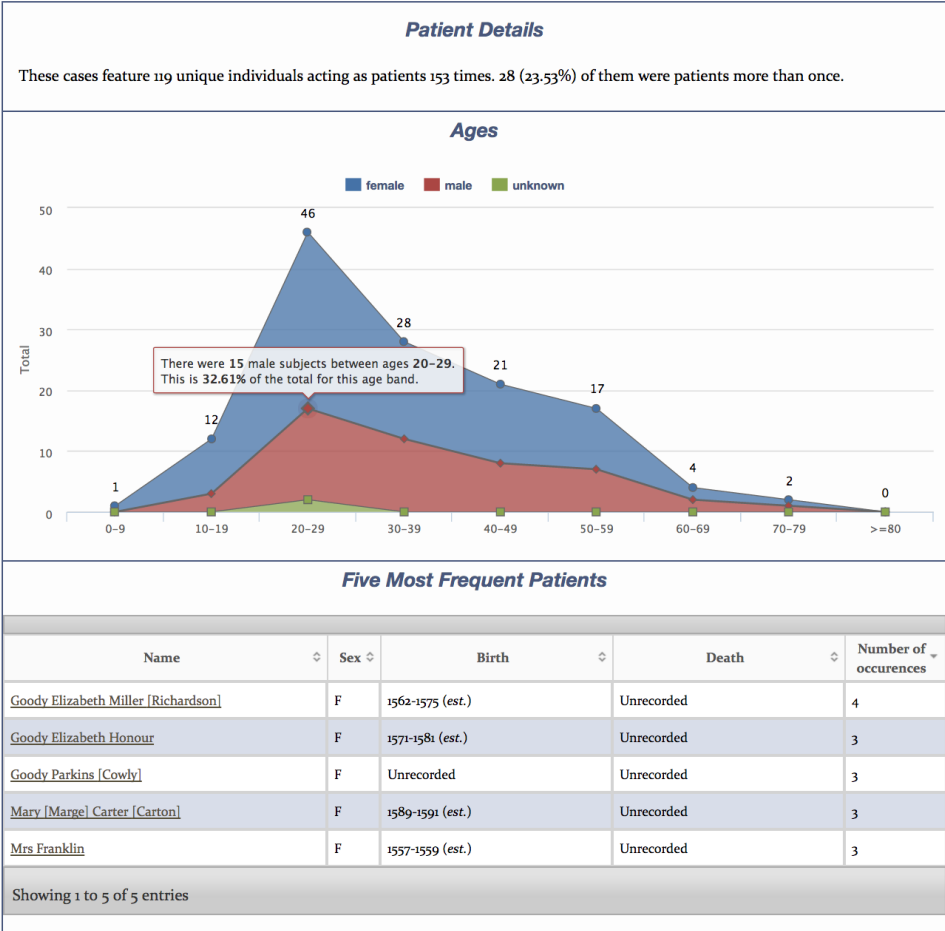 Patient Details
These cases feature 119 unique individuals acting as patients 153 times. 28 (23.53%) of them were patients more than once.
Ages
female male unknown
50
46
40
30
28
There were 15 male subjects between ages 20-29.
This is 32.61% of the total for this age band.
21
Total
20
17
12
10
4
2
1
0
0
0-9 10-19 20-29 30-39 40-49 50-59 60-69 70-79 >=80
Five Most Frequent Patients
Name Sex Birth Death Number of occurences
Goody Elizabeth Miller [Richardson] F 1562-1575 (est.) Unrecorded 4
Goody Elizabeth Honour F 1571-1581 (est.) Unrecorded 3
Goody Parkins [Cowly] F Unrecorded Unrecorded 3
Mary [Marge] Carter [Carton] F 1589-1591 (est.) Unrecorded 3
Mrs Franklin F 1557-1559 (est.) Unrecorded 3
Showing 1 to 5 of 5 entries